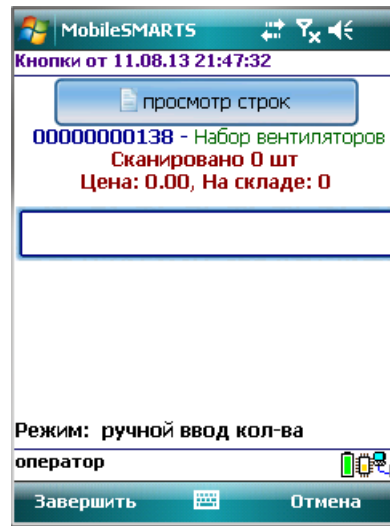 MobileSMARTS
Кнопки от 11.08.13 21:47:32
просмотр строк
00000000138 - Набор вентиляторов
Сканировано 0 шт
Цена: 0.00, На складе: 0
Режим: ручной ввод кол-ва
оператор
Завершить Отмена